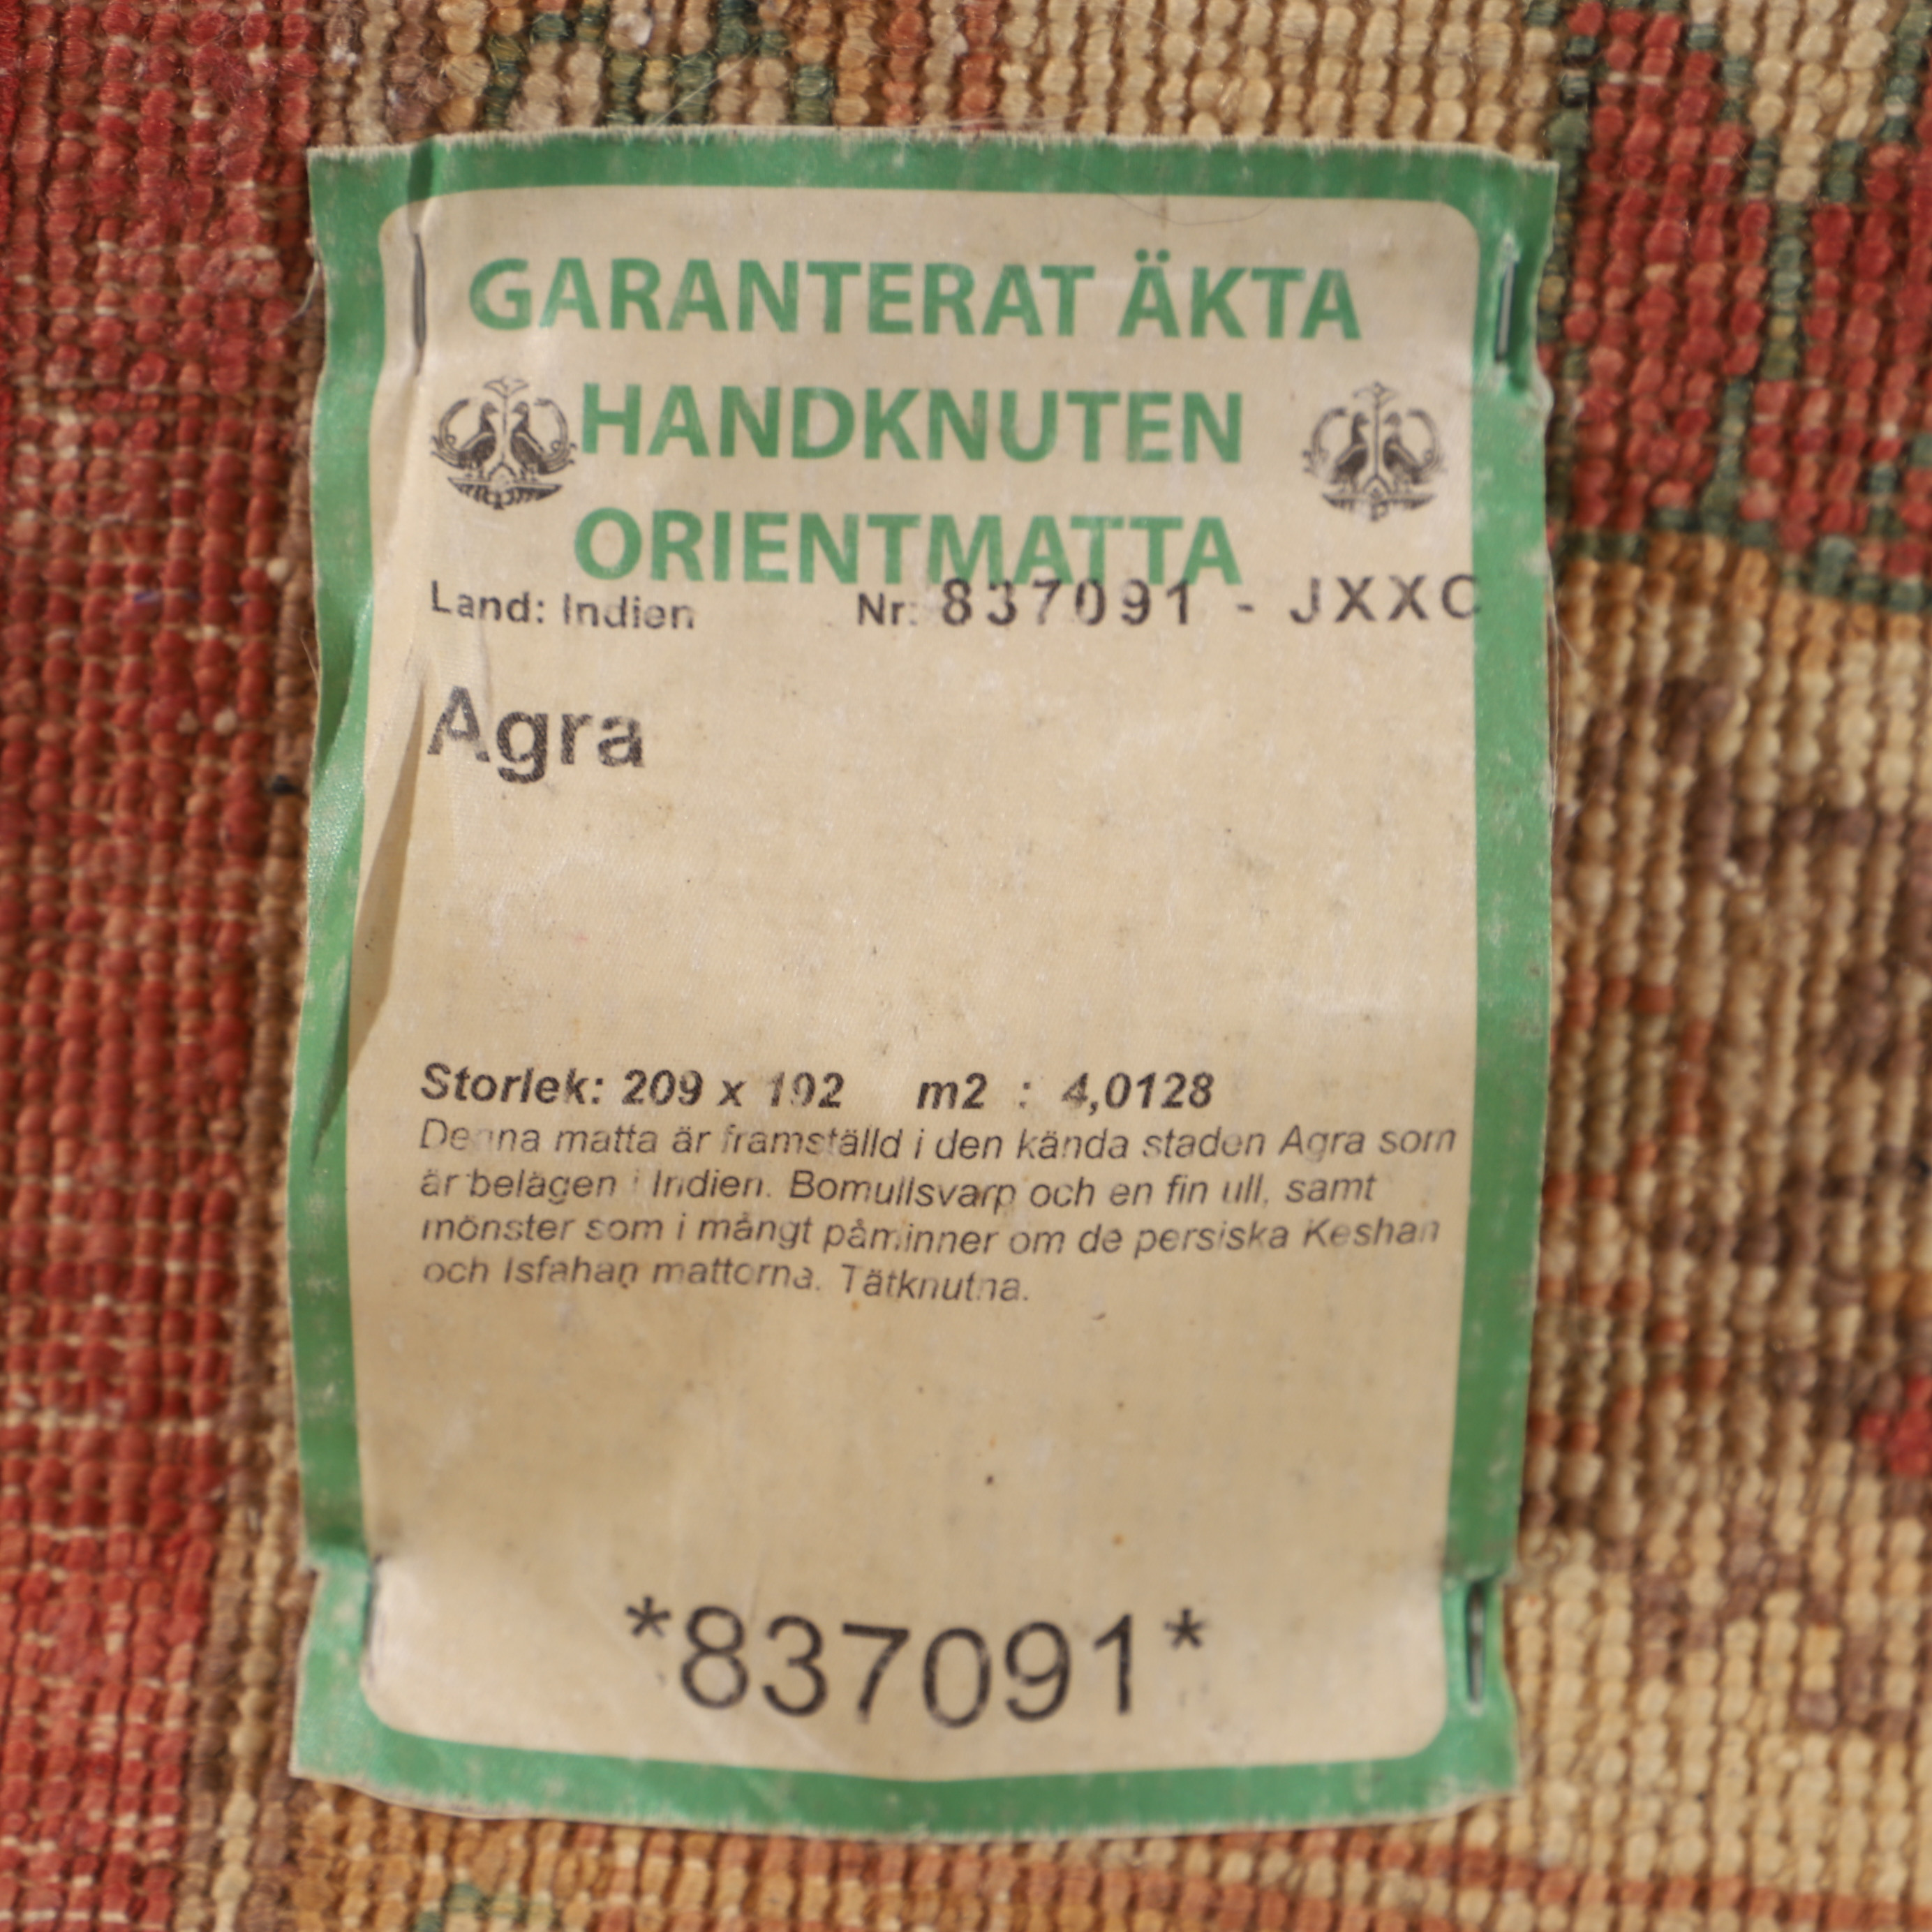 GARANTERAT ÄKTA
HANDKNUTEN
ORIENTMATTA
Land: Indien Nr: 837091 - JXXC
Agra
Storlek: 209 x 192 m2 : 4,0128
Denna matta är framställd i den kända staden Agra som
är belägen i Indien. Bomullsvarp och en fin ull, samt
mönster som i mångt påminner om de persiska Keshan
och Isfahan mattorna. Tätknutna.
*837091*